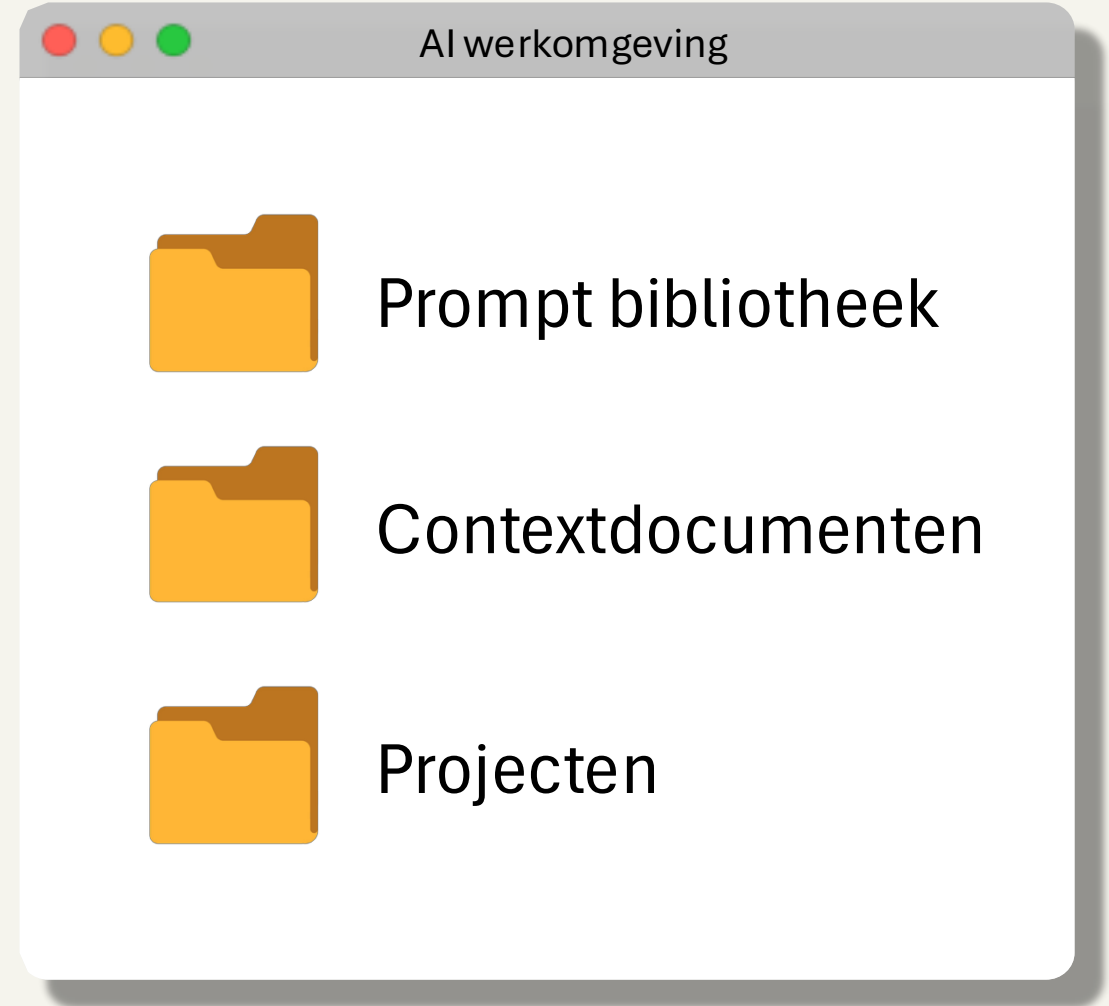 AI werkomgeving
Prompt bibliotheek
Contextdocumenten
Projecten